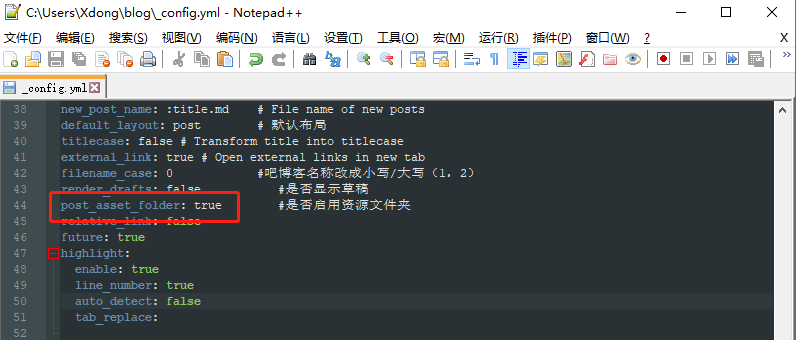 C:\Users\Xdong\blog\_config.yml - Notepad++
文件(F) 编辑(E) 搜索(S) 视图(V) 编码(N) 语言(L) 设置(T) 工具(O) 宏(M) 运行(R) 插件(P) 窗口(W) ?
_config.yml
38 new_post_name: :title.md # File name of new posts
39 default_layout: post # 默认布局
40 titlecase: false # Transform title into titlecase
41 external_link: true # Open external links in new tab
42 filename_case: 0 #吧博客名称改成小写/大写（1，2）
43 render_drafts: false #是否显示草稿
44 post_asset_folder: true #是否启用资源文件夹
45 relative_link: false
46 future: true
47 highlight:
48 enable: true
49 line_number: true
50 auto_detect: false
51 tab_replace:
52